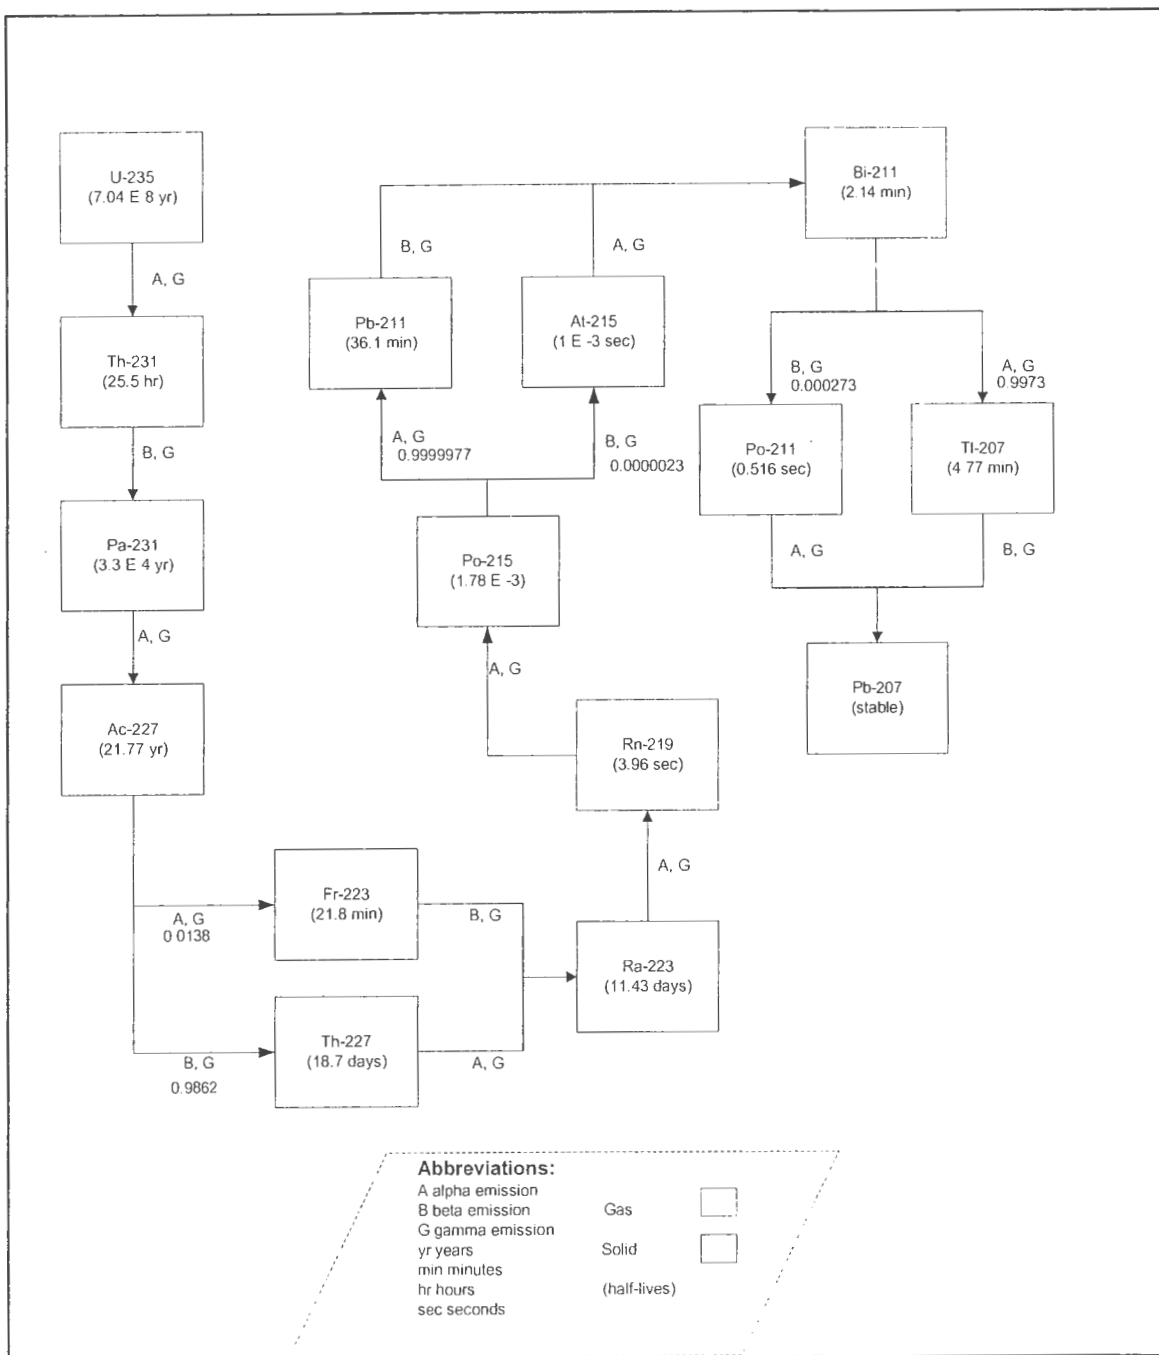 U-235
(7.04 E 8 yr)
A, G
Th-231
(25.5 hr)
B, G
Pa-231
(3.3 E 4 yr)
A, G
Ac-227
(21.77 yr)
A, G
0.0138
B, G
0.9862
Fr-223
(21.8 min)
B, G
Th-227
(18.7 days)
A, G
Ra-223
(11.43 days)
A, G
Rn-219
(3.96 sec)
A, G
Po-215
(1.78 E -3)
A, G
0.9999977
B, G
0.0000023
Pb-211
(36.1 min)
B, G
At-215
(1 E -3 sec)
A, G
Bi-211
(2.14 min)
B, G
0.000273
A, G
0.9973
Po-211
(0.516 sec)
A, G
Tl-207
(4.77 min)
B, G
Pb-207
(stable)
Abbreviations:
A alpha emission
B beta emission
G gamma emission
yr years
min minutes
hr hours
sec seconds
Gas
Solid
(half-lives)